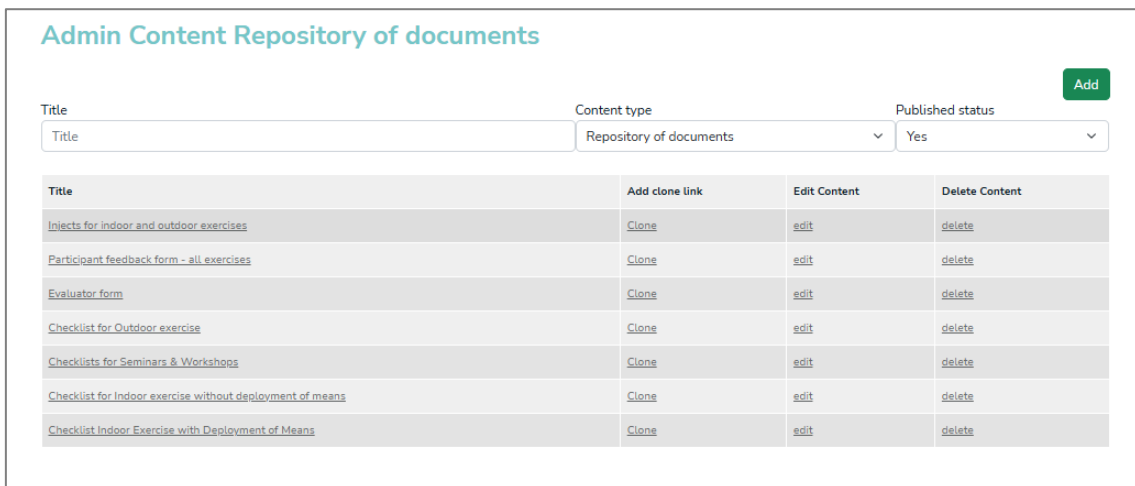 Admin Content Repository of documents
Add
Title Content type Published status
Title Repository of documents Yes
Title Add clone link Edit Content Delete Content
Injects for indoor and outdoor exercises Clone edit delete
Participant feedback form - all exercises Clone edit delete
Evaluator form Clone edit delete
Checklist for Outdoor exercise Clone edit delete
Checklists for Seminars & Workshops Clone edit delete
Checklist for Indoor exercise without deployment of means Clone edit delete
Checklist Indoor Exercise with Deployment of Means Clone edit delete